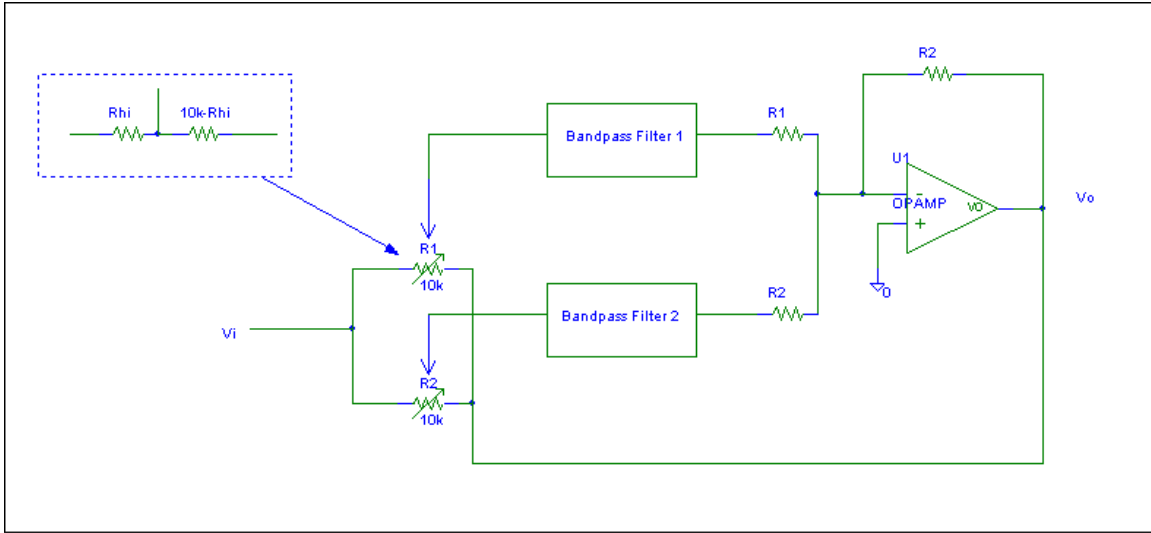 R2
Rhi 10k-Rhi
R1
Bandpass Filter 1
U1
OPAMP
-
VO
+
Vo
R1
10k
0
R2
Bandpass Filter 2
Vi
R2
10k